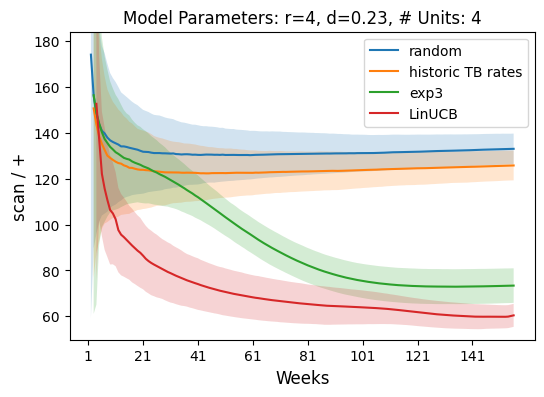 Model Parameters: r=4, d=0.23, # Units: 4
180
160
140
120
100
80
60
scan / +
random
historic TB rates
exp3
LinUCB
1 21 41 61 81 101 121 141
Weeks